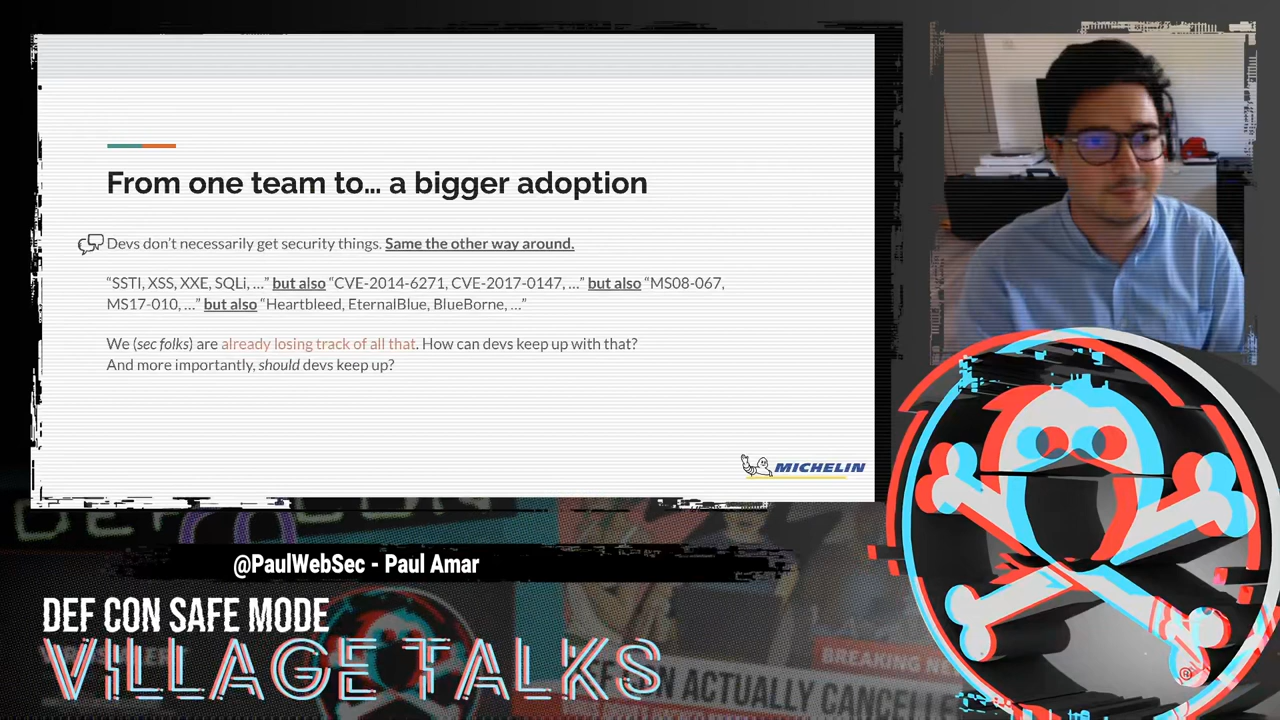 From one team to... a bigger adoption
Devs don't necessarily get security things. Same the other way around.
“SSTI, XSS, XXE, SQLi, ...” but also “CVE-2014-6271, CVE-2017-0147, ...” but also “MS08-067,
MS17-010, ...” but also “Heartbleed, EternalBlue, BlueBorne, ...”
We (sec folks) are already losing track of all that. How can devs keep up with that?
And more importantly, should devs keep up?
MICHELIN
DEF CON
@PaulWebSec - Paul Amar
DEF CON SAFE MODE
VILLAGE TALKS
BREAKING
CON ACTUALLY